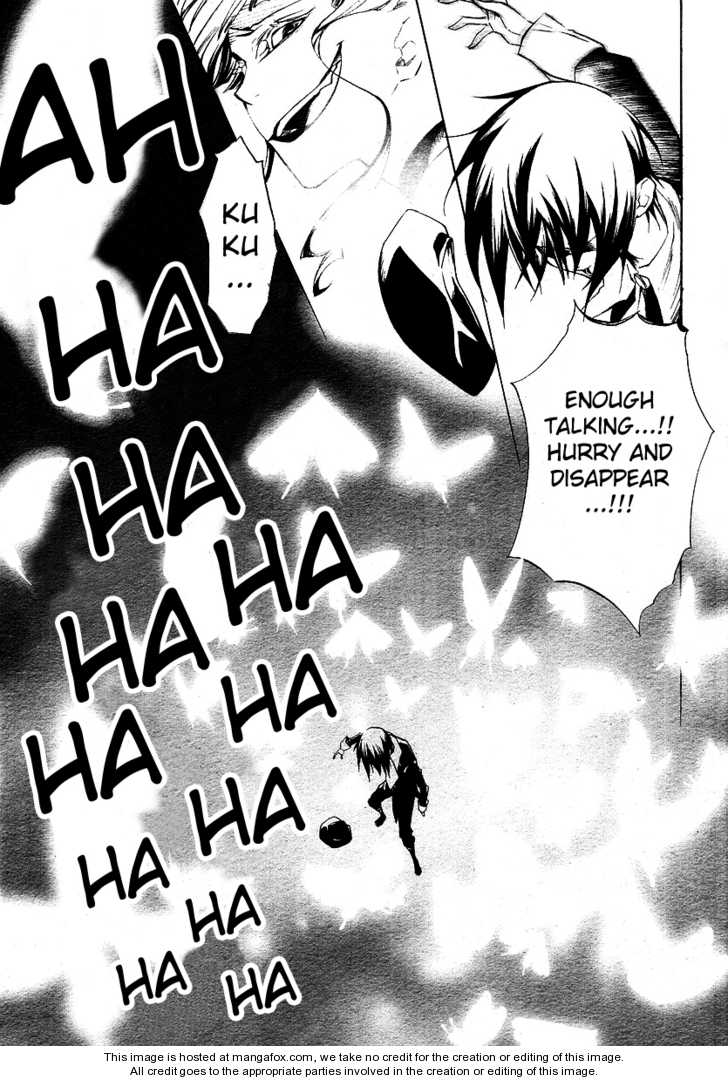 ENOUGH
TALKING...!!
HURRY AND
DISAPPEAR
...!!!
KU
KU
...
AH
HA
HA
HA
HA
HA
HA
HA
HA
HA
HA
HA
This image is hosted at mangafox.com, we take no credit for the creation or editing of this image.
All credit goes to the appropriate parties involved in the creation or editing of this image.